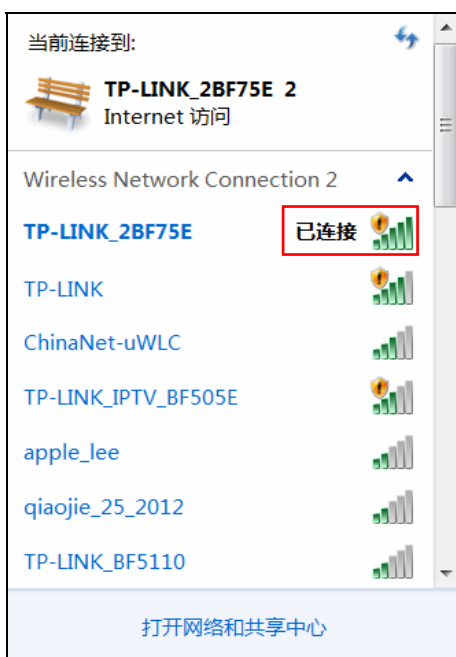 当前连接到:
TP-LINK_2BF75E 2
Internet 访问
Wireless Network Connection 2
TP-LINK_2BF75E 已连接
TP-LINK
ChinaNet-uWLC
TP-LINK_IPTV_BF505E
apple_lee
qiaojie_25_2012
TP-LINK_BF5110
打开网络和共享中心